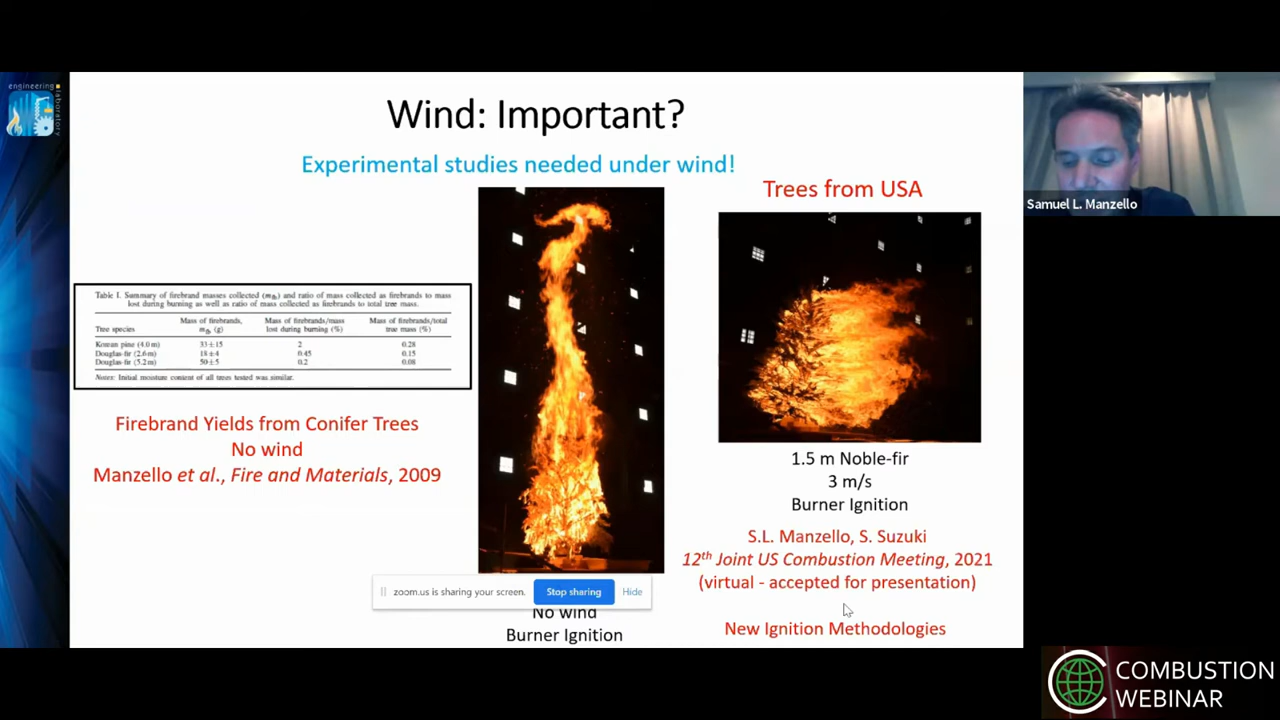 engineering
laboratory
Wind: Important?
Experimental studies needed under wind!
Trees from USA
Samuel L. Manzello
Table I. Summary of firebrand masses collected (mfb) and ratio of mass collected as firebrands to mass
lost during burning as well as ratio of mass collected as firebrands to total tree mass.
Tree species Mass of firebrands, mfb (g) Mass of firebrands/mass lost during burning (%) Mass of firebrands/total tree mass (%)
Korean pine (4.0 m) 33±15 2 0.28
Douglas-fir (2.6 m) 18±4 0.45 0.15
Douglas-fir (5.2 m) 50±5 0.2 0.08
Notes: Initial moisture content of all trees tested was similar.
Firebrand Yields from Conifer Trees
No wind
Manzello et al., Fire and Materials, 2009
No wind
Burner Ignition
1.5 m Noble-fir
3 m/s
Burner Ignition
S.L. Manzello, S. Suzuki
12th Joint US Combustion Meeting, 2021
(virtual - accepted for presentation)
New Ignition Methodologies
zoom.us is sharing your screen. Stop sharing Hide
COMBUSTION
WEBINAR